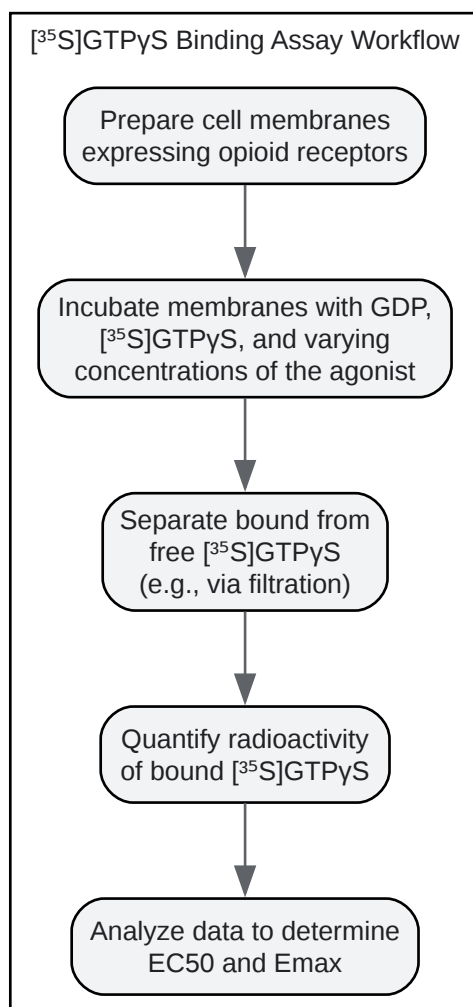 [³⁵S]GTPγS Binding Assay Workflow
Prepare cell membranes
expressing opioid receptors
Incubate membranes with GDP,
[³⁵S]GTPγS, and varying
concentrations of the agonist
Separate bound from
free [³⁵S]GTPγS
(e.g., via filtration)
Quantify radioactivity
of bound [³⁵S]GTPγS
Analyze data to determine
EC50 and Emax